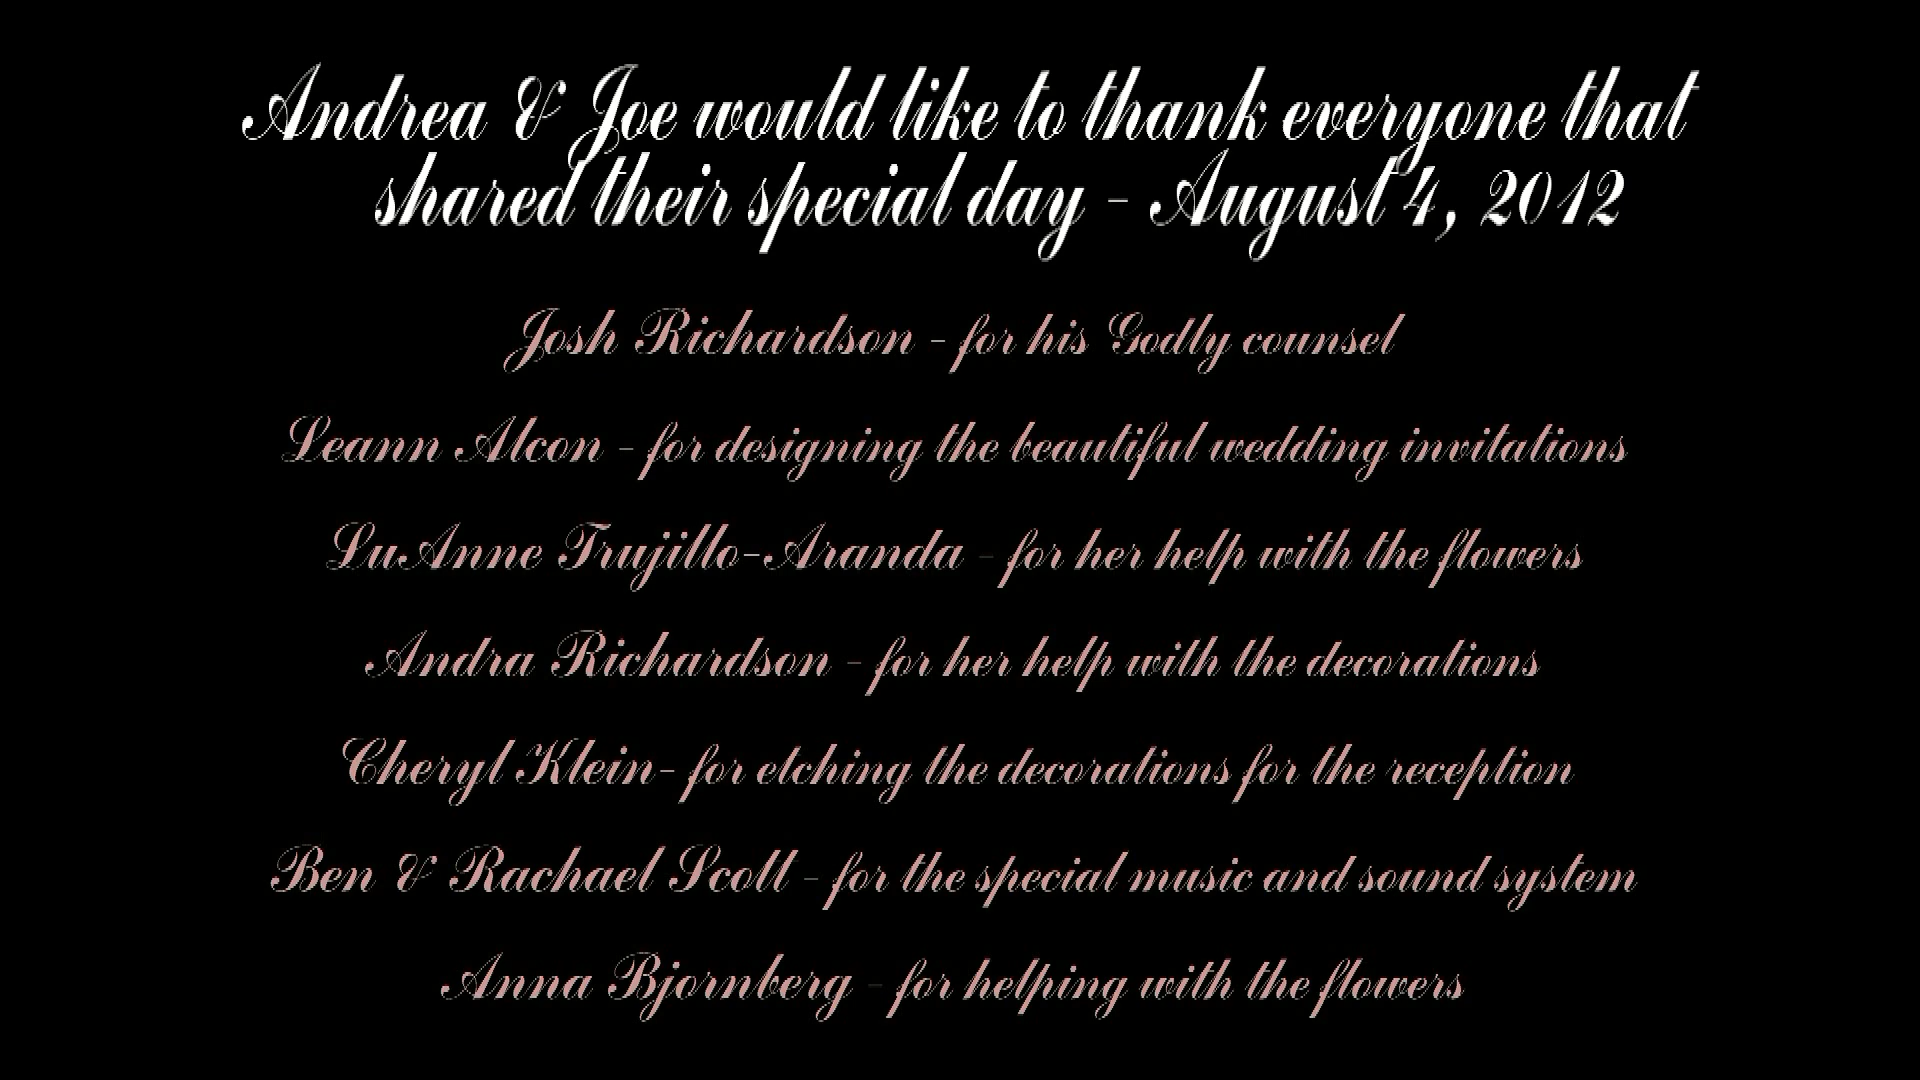 Andrea & Joe would like to thank everyone that
shared their special day - August 4, 2012
Josh Richardson - for his Godly counsel
Leann Alcon - for designing the beautiful wedding invitations
LuAnne Trujillo-Aranda - for her help with the flowers
Andra Richardson - for her help with the decorations
Cheryl Klein- for etching the decorations for the reception
Ben & Rachael Scott - for the special music and sound system
Anna Bjornberg - for helping with the flowers